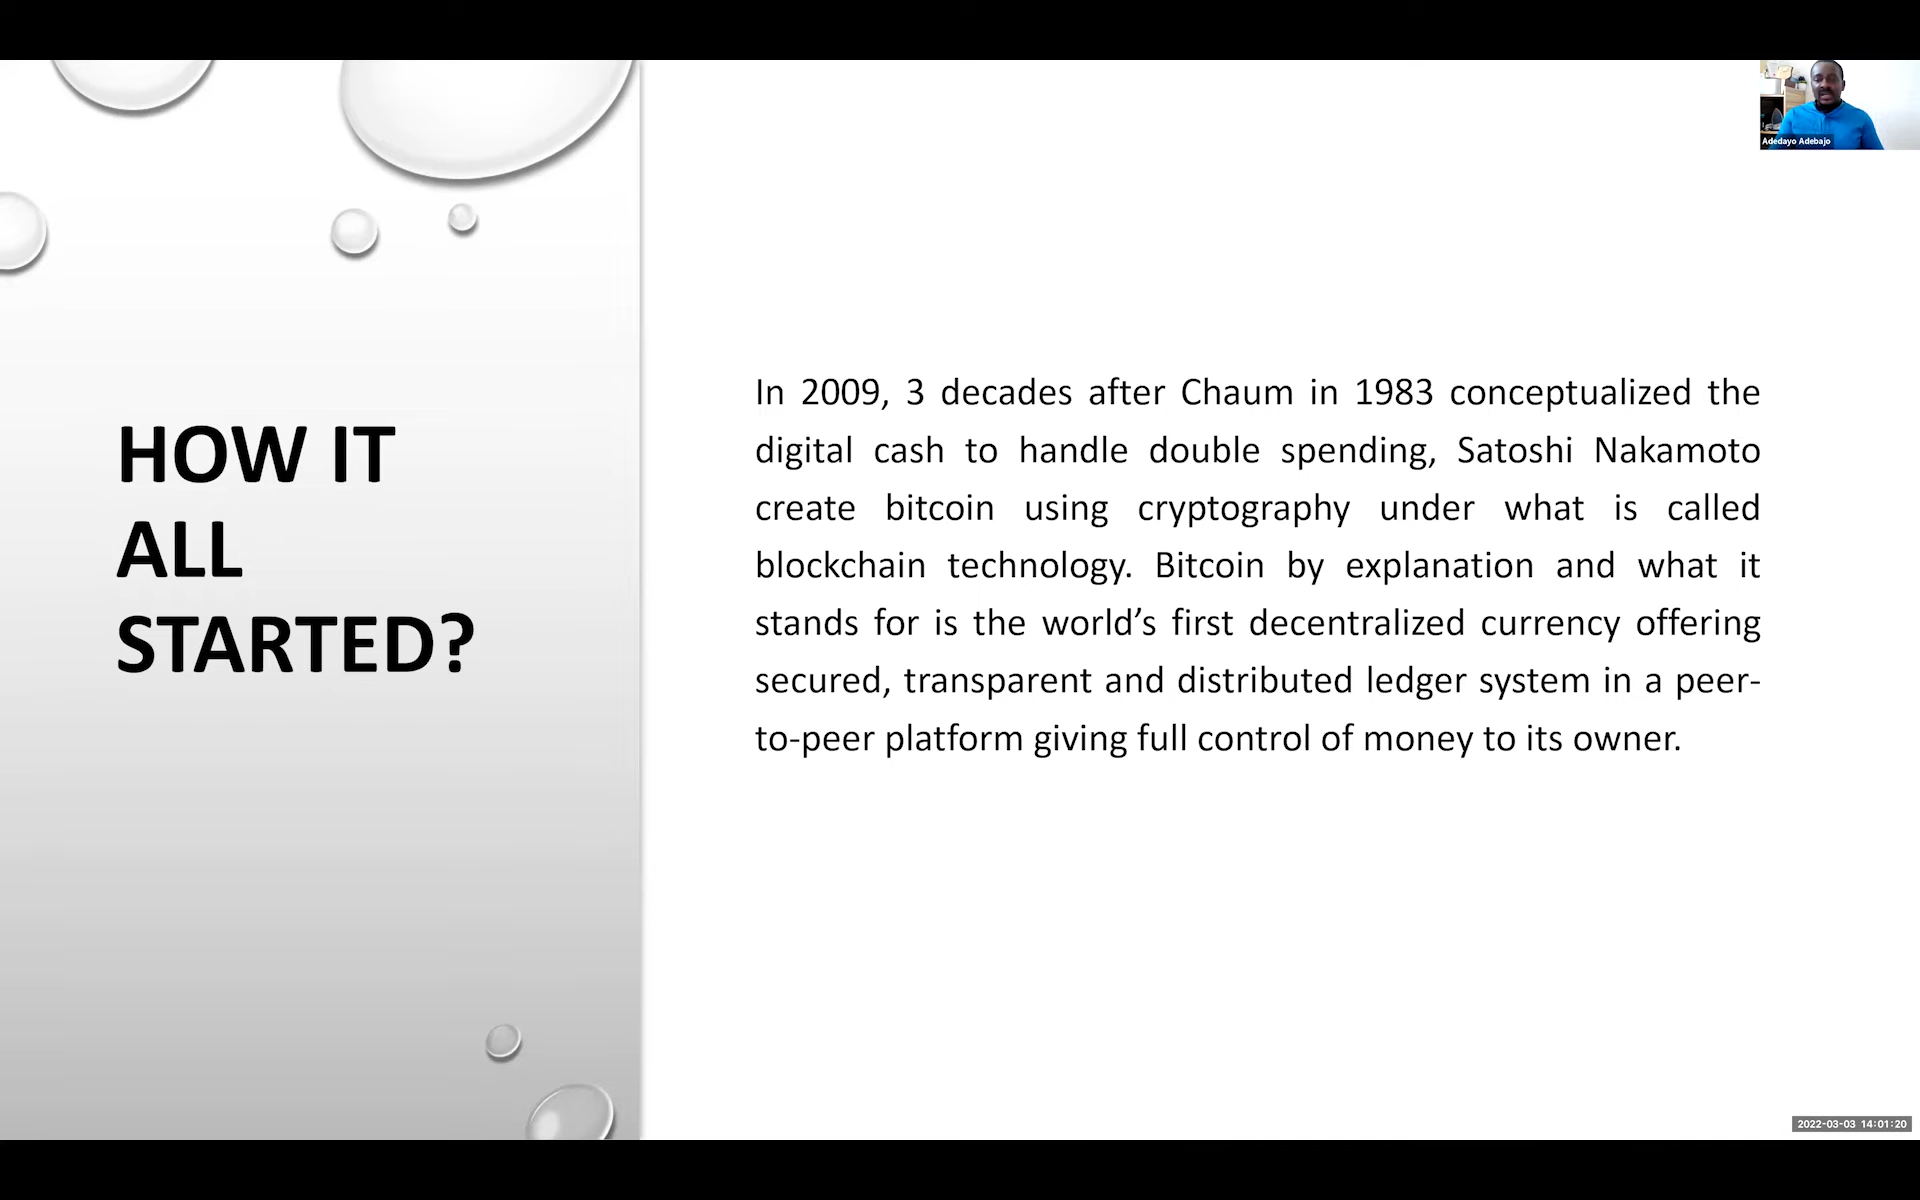 HOW IT
ALL
STARTED?
In 2009, 3 decades after Chaum in 1983 conceptualized the
digital cash to handle double spending, Satoshi Nakamoto
create bitcoin using cryptography under what is called
blockchain technology. Bitcoin by explanation and what it
stands for is the world’s first decentralized currency offering
secured, transparent and distributed ledger system in a peer-
to-peer platform giving full control of money to its owner.
Adedayo Adebajo
2022-03-03 14:01:20